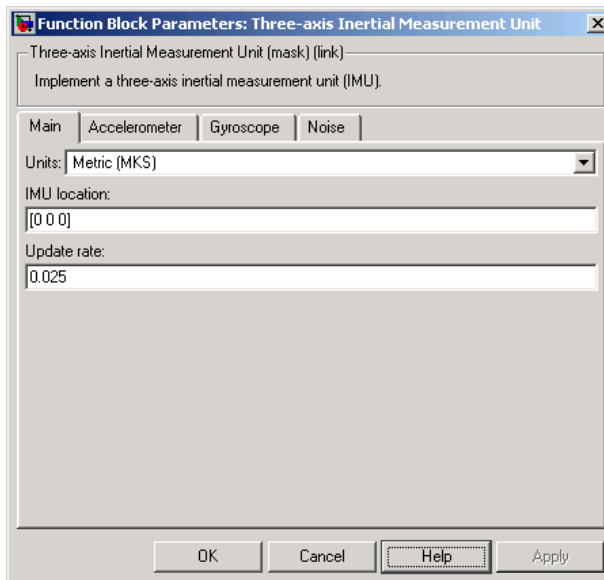 Function Block Parameters: Three-axis Inertial Measurement Unit
Three-axis Inertial Measurement Unit (mask) (link)
Implement a three-axis inertial measurement unit (IMU).
Main Accelerometer Gyroscope Noise
Units: Metric (MKS)
IMU location:
[0 0 0]
Update rate:
0.025
OK Cancel Help Apply